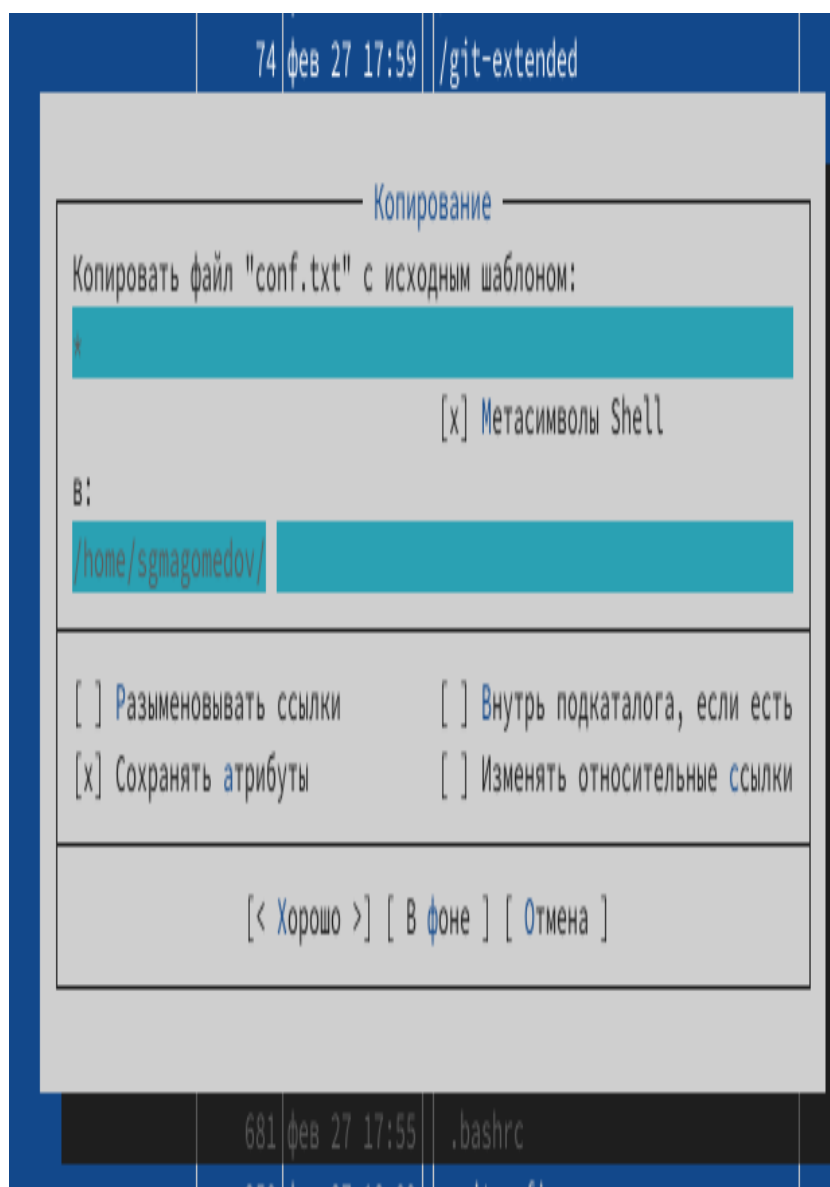 74 фев 27 17:59 /git-extended
Копирование
Копировать файл "conf.txt" с исходным шаблоном:
*
[x] Метасимволы Shell
в:
/home/sgmagomedov/
[ ] Разыменовывать ссылки [ ] Внутрь подкаталога, если есть
[x] Сохранять атрибуты [ ] Изменять относительные ссылки
[< Хорошо >] [ В фоне ] [ Отмена ]
681 фев 27 17:55 .bashrc